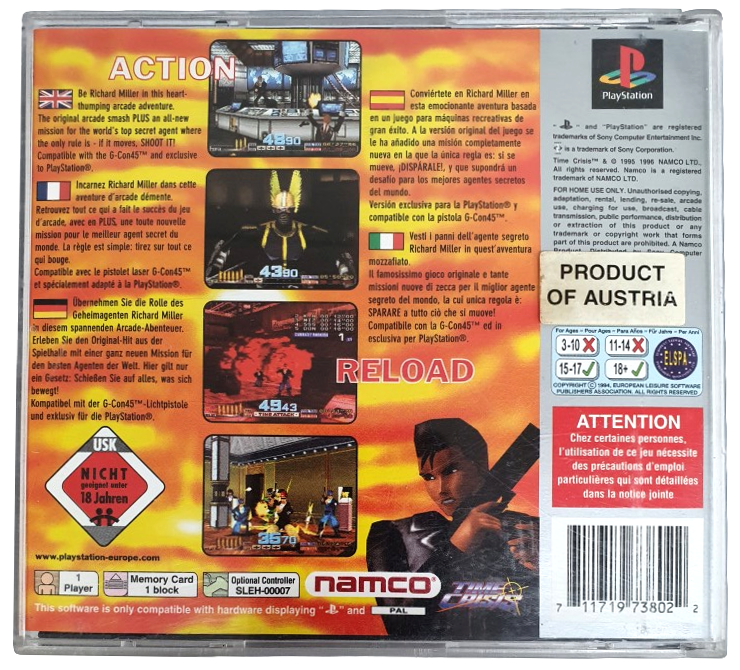 ACTION
Be Richard Miller in this heart-
thumping arcade adventure.
The original arcade smash PLUS an all-new
mission for the world's top secret agent where
the only rule is - if it moves, SHOOT IT!
Compatible with the G-Con45™ and exclusive
to PlayStation®.
Incarnez Richard Miller dans cette
aventure d'arcade démente.
Retrouvez tout ce qui a fait le succès du jeu
d'arcade, avec en PLUS, une toute nouvelle
mission pour le meilleur agent secret du
monde. La règle est simple: tirez sur tout ce
qui bouge.
Compatible avec le pistolet laser G-Con45™
et spécialement adapté à la PlayStation®.
Übernehmen Sie die Rolle des
Geheimagenten Richard Miller
in diesem spannenden Arcade-Abenteuer.
Erleben Sie den Original-Hit aus der
Spielhalle mit einer ganz neuen Mission für
den besten Agenten der Welt. Hier gilt nur
ein Gesetz: Schießen Sie auf alles, was sich
bewegt!
Kompatibel mit der G-Con45™-Lichtpistole
und exklusiv für die PlayStation®.
USK
NICHT
geeignet unter
18 Jahren
www.playstation-europe.com
48 90
43 90
49 43
TIME ATTACK
35 70
Conviértete en Richard Miller en
esta emocionante aventura basada
en un juego para máquinas recreativas de
gran éxito. A la versión original del juego se
le ha añadido una misión completamente
nueva en la que la única regla es: si se
mueve, ¡DISPÁRALE!, y que supondrá un
desafío para los mejores agentes secretos
del mundo.
Versión exclusiva para la PlayStation® y
compatible con la pistola G-Con45™.
Vesti i panni dell'agente segreto
Richard Miller in quest'avventura
mozzafiato.
Il famosissimo gioco originale e tante
missioni nuove di zecca per il miglior agente
segreto del mondo, la cui unica regola è:
SPARARE a tutto ciò che si muove!
Compatibile con la G-Con45™ ed in
esclusiva per PlayStation®.
RELOAD
PlayStation
" " and "PlayStation" are registered
trademarks of Sony Computer Entertainment Inc.
is a trademark of Sony Corporation.
Time Crisis™ & © 1995 1996 NAMCO LTD.,
All rights reserved. Namco is a registered
trademark of NAMCO LTD.
FOR HOME USE ONLY. Unauthorised copying,
adaptation, rental, lending, re-sale, arcade
use, charging for use, broadcast, cable
transmission, public performance, distribution
or extraction of this product or any
trademark or copyright work that forms
part of this product are prohibited. A Namco
Product. Distributed by Sony Computer
PRODUCT
OF AUSTRIA
For Ages – Pour Ages – Para Años – Für Jahre – Per Anni
3-10 11-14
15-17 18+
ELSPA
COPYRIGHT © 1994, EUROPEAN LEISURE SOFTWARE
PUBLISHERS ASSOCIATION, ALL RIGHTS RESERVED
ATTENTION
Chez certaines personnes,
l'utilisation de ce jeu nécessite
des précautions d'emploi
particulières qui sont détaillées
dans la notice jointe
1
Player
Memory Card
1 block
Optional Controller
SLEH-00007
namco®
TIME CRISIS
This software is only compatible with hardware displaying " " and PAL
7 11719 73802 2